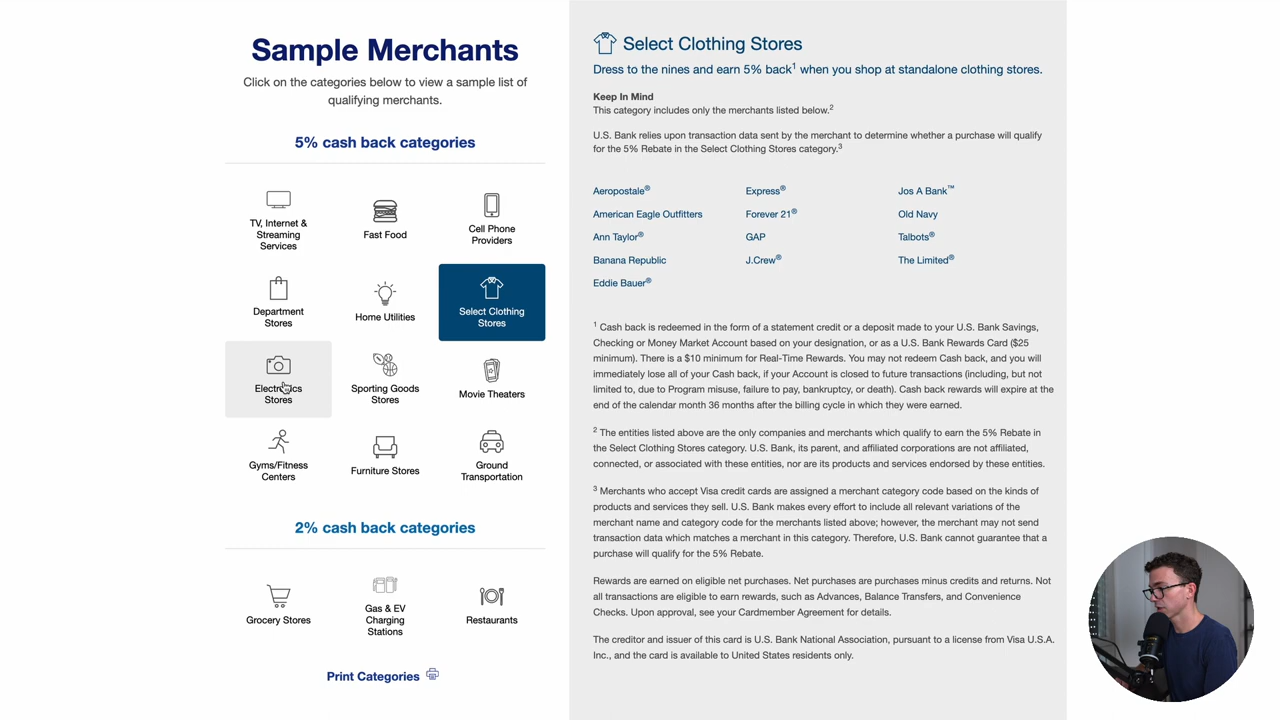 Sample Merchants
Click on the categories below to view a sample list of
qualifying merchants.
5% cash back categories
TV, Internet &
Streaming
Services
Fast Food
Cell Phone
Providers
Department
Stores
Home Utilities
Select Clothing
Stores
Electronics
Stores
Sporting Goods
Stores
Movie Theaters
Gyms/Fitness
Centers
Furniture Stores
Ground
Transportation
2% cash back categories
Grocery Stores
Gas & EV
Charging
Stations
Restaurants
Print Categories
Select Clothing Stores
Dress to the nines and earn 5% back¹ when you shop at standalone clothing stores.
Keep In Mind
This category includes only the merchants listed below.²
U.S. Bank relies upon transaction data sent by the merchant to determine whether a purchase will qualify
for the 5% Rebate in the Select Clothing Stores category.³
Aeropostale® Express® Jos A Bank™
American Eagle Outfitters Forever 21® Old Navy
Ann Taylor® GAP Talbots®
Banana Republic J.Crew® The Limited®
Eddie Bauer®
¹ Cash back is redeemed in the form of a statement credit or a deposit made to your U.S. Bank Savings,
Checking or Money Market Account based on your designation, or as a U.S. Bank Rewards Card ($25
minimum). There is a $10 minimum for Real-Time Rewards. You may not redeem Cash back, and you will
immediately lose all of your Cash back, if your Account is closed to future transactions (including, but not
limited to, due to Program misuse, failure to pay, bankruptcy, or death). Cash back rewards will expire at the
end of the calendar month 36 months after the billing cycle in which they were earned.
² The entities listed above are the only companies and merchants which qualify to earn the 5% Rebate in
the Select Clothing Stores category. U.S. Bank, its parent, and affiliated corporations are not affiliated,
connected, or associated with these entities, nor are its products and services endorsed by these entities.
³ Merchants who accept Visa credit cards are assigned a merchant category code based on the kinds of
products and services they sell. U.S. Bank makes every effort to include all relevant variations of the
merchant name and category code for the merchants listed above; however, the merchant may not send
transaction data which matches a merchant in this category. Therefore, U.S. Bank cannot guarantee that a
purchase will qualify for the 5% Rebate.
Rewards are earned on eligible net purchases. Net purchases are purchases minus credits and returns. Not
all transactions are eligible to earn rewards, such as Advances, Balance Transfers, and Convenience
Checks. Upon approval, see your Cardmember Agreement for details.
The creditor and issuer of this card is U.S. Bank National Association, pursuant to a license from Visa U.S.A.
Inc., and the card is available to United States residents only.